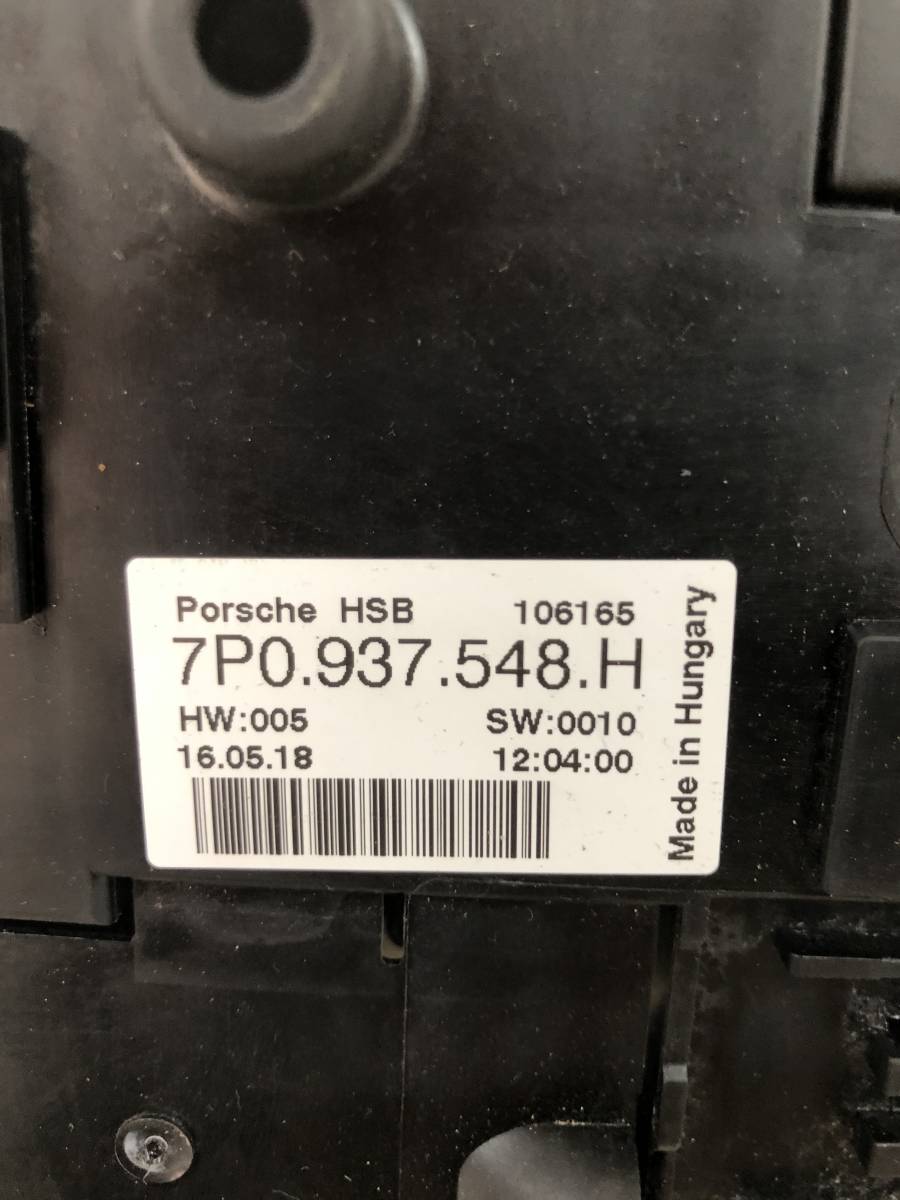 Porsche HSB 106165
7P0.937.548.H
HW:005 SW:0010
16.05.18 12:04:00
Made in Hungary